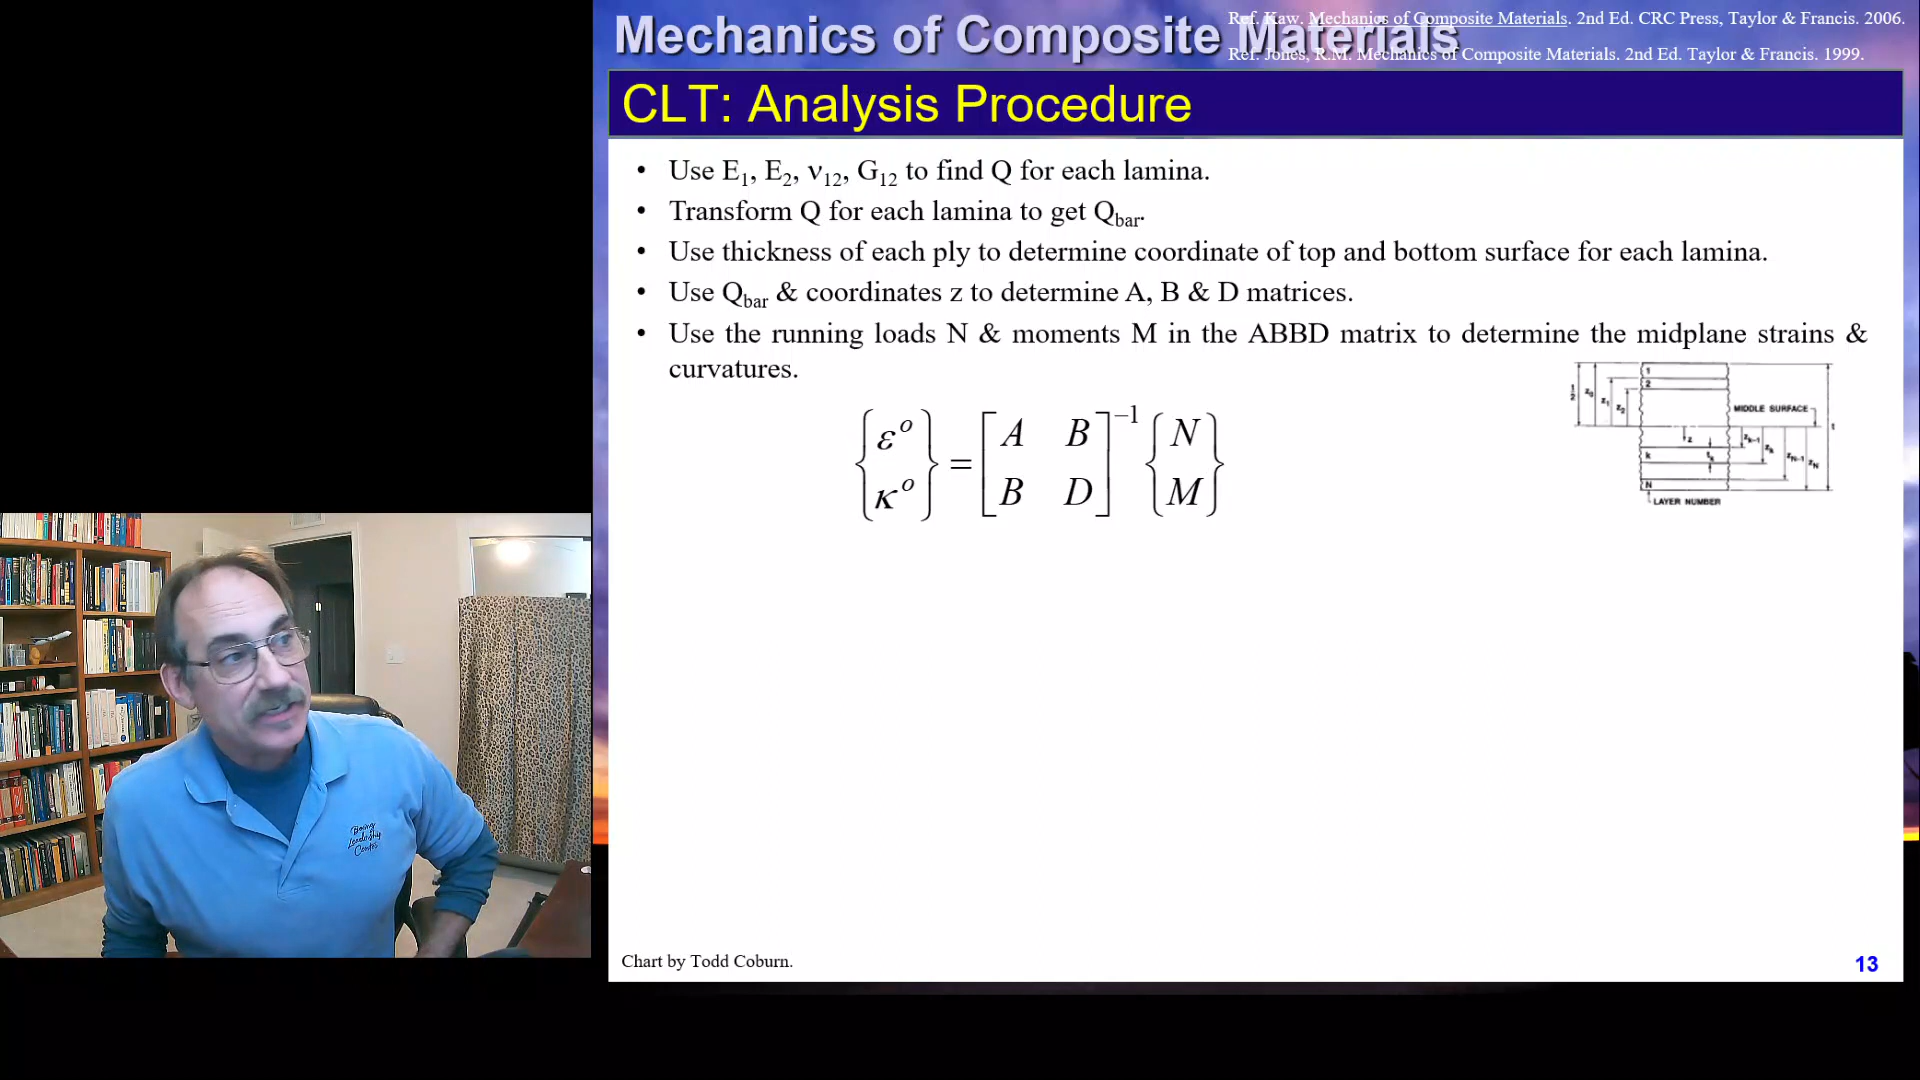 Mechanics of Composite Materials
Ref. Kaw. Mechanics of Composite Materials. 2nd Ed. CRC Press, Taylor & Francis. 2006.
Ref. Jones, R.M. Mechanics of Composite Materials. 2nd Ed. Taylor & Francis. 1999.
CLT: Analysis Procedure
• Use E1, E2, ν12, G12 to find Q for each lamina.
• Transform Q for each lamina to get Qbar.
• Use thickness of each ply to determine coordinate of top and bottom surface for each lamina.
• Use Qbar & coordinates z to determine A, B & D matrices.
• Use the running loads N & moments M in the ABBD matrix to determine the midplane strains &
curvatures.
{ε° κ°} = [A B B D]⁻¹ {N M}
1
2
MIDDLE SURFACE
k
N
LAYER NUMBER
Boeing
Leadership
Center
Chart by Todd Coburn.
13